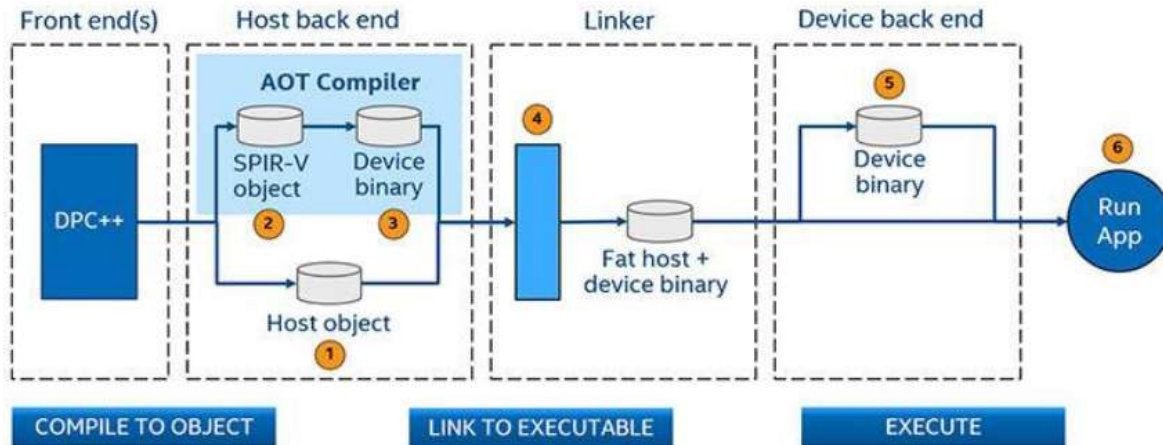 Front end(s)
Host back end
Linker
Device back end
AOT Compiler
DPC++
SPIR-V
object
2
Device
binary
3
Host object
1
4
Fat host +
device binary
5
Device
binary
6
Run
App
COMPILE TO OBJECT
LINK TO EXECUTABLE
EXECUTE